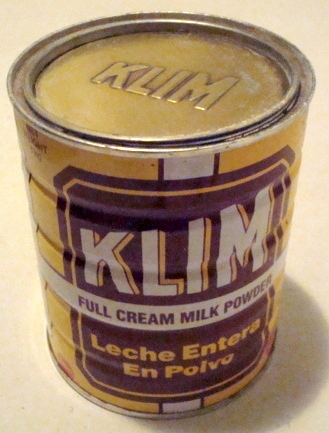 KLIM
KLIM
FULL CREAM MILK POWDER
Leche Entera
En Polvo